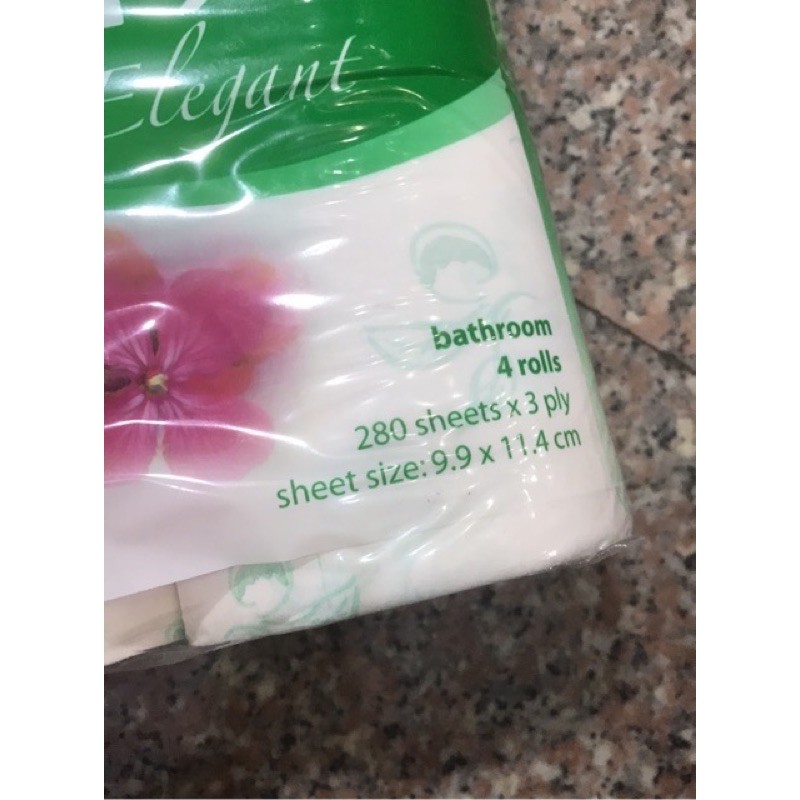 Elegant
bathroom
4 rolls
280 sheets x 3 ply
sheet size: 9.9 x 11.4 cm